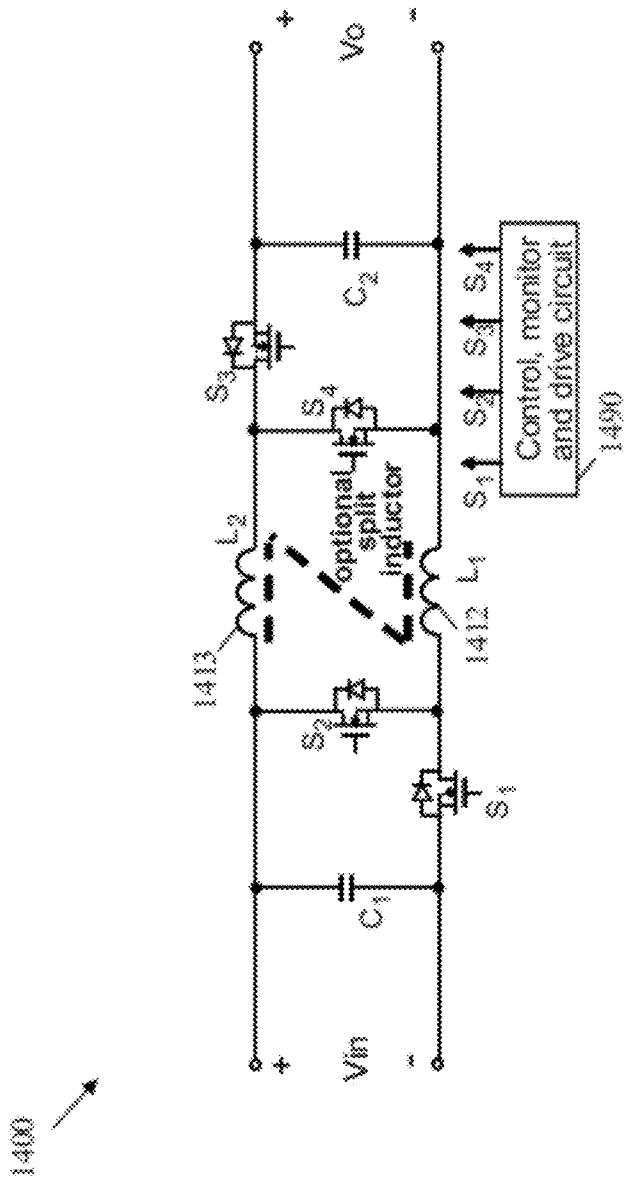 1400
+
Vin
-
C1
S1
S2
1413
L2
optional
split
inductor
L1
1412
S4
S3
C2
+
Vo
-
S1
S2
S3
S4
Control, monitor
and drive circuit
1490